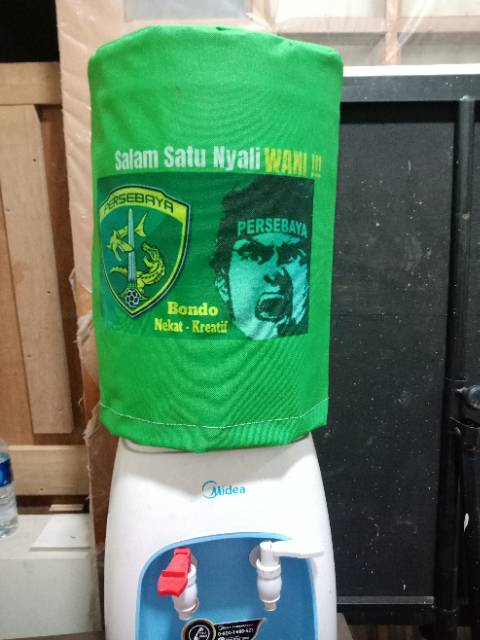 Salam Satu Nyali WANI !!!
PERSEBAYA
PERSEBAYA
Bondo
Nekat - Kreatif
Midea